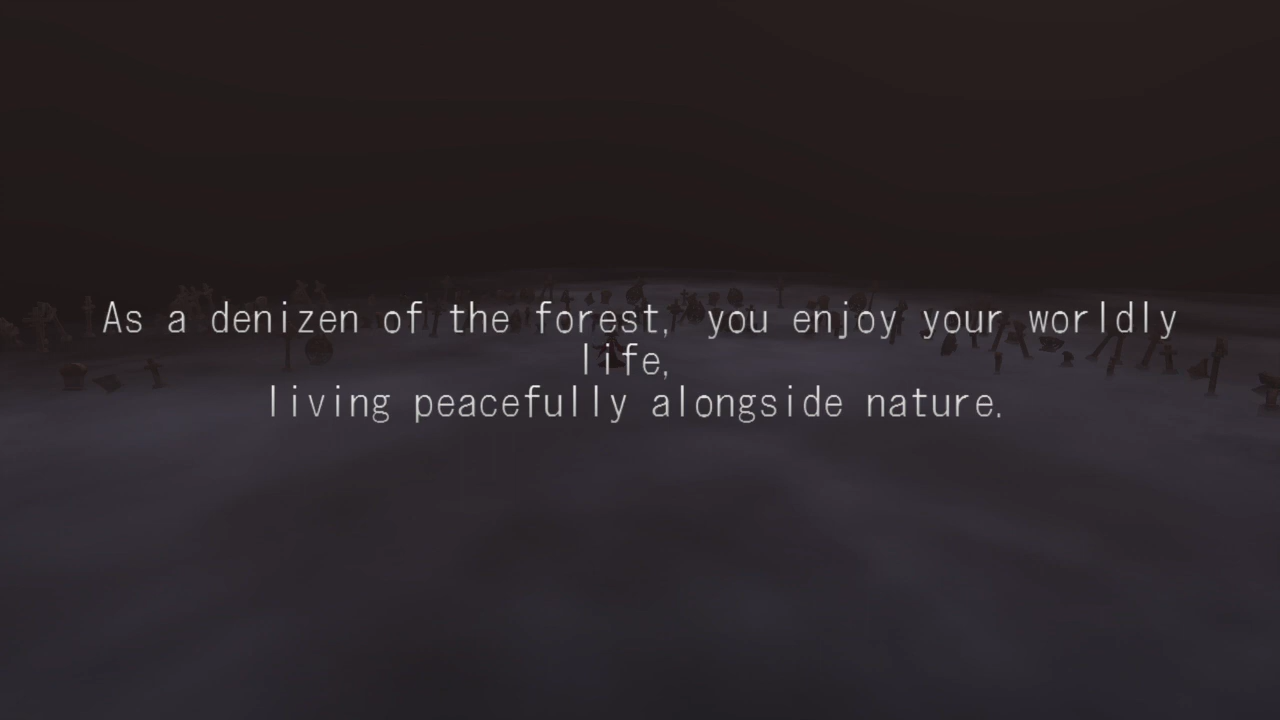 As a denizen of the forest, you enjoy your worldly
life,
living peacefully alongside nature.